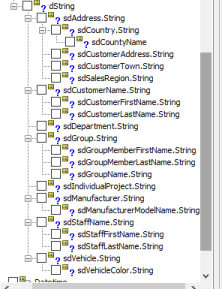 dString
sdAddress.String
sdCountry.String
sdCountyName
sdCustomerAddress.String
sdCustomerTown.String
sdSalesRegion.String
sdCustomerName.String
sdCustomerFirstName.String
sdCustomerLastName.String
sdDepartment.String
sdGroup.String
sdGroupMemberFirstName.String
sdGroupMemberLastName.String
sdGroupName.String
sdIndividualProject.String
sdManufacturer.String
sdManufacturerModelName.String
sdStaffName.String
sdStaffFirstName.String
sdStaffLastName.String
sdVehicle.String
sdVehicleColor.String